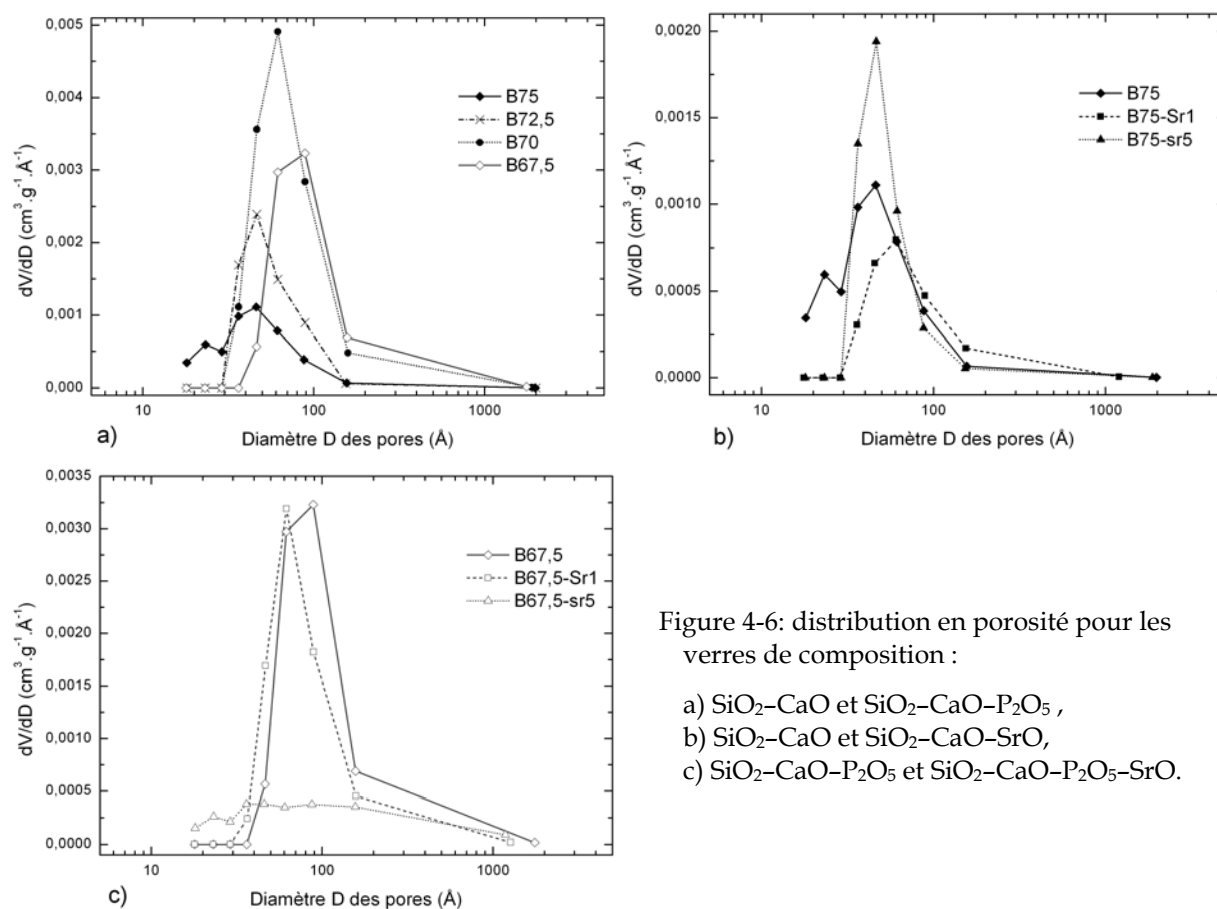 0,005
0,004
0,003
0,002
0,001
0,000
dV/dD (cm³.g⁻¹.Å⁻¹)
B75
B72,5
B70
B67,5
10
100
1000
Diamètre D des pores (Å)
a)
0,0020
0,0015
0,0010
0,0005
0,0000
dV/dD (cm³.g⁻¹.Å⁻¹)
B75
B75-Sr1
B75-sr5
10
100
1000
Diamètre D des pores (Å)
b)
0,0035
0,0030
0,0025
0,0020
0,0015
0,0010
0,0005
0,0000
dV/dD (cm³.g⁻¹.Å⁻¹)
B67,5
B67,5-Sr1
B67,5-sr5
10
100
1000
Diamètre D des pores (Å)
c)
Figure 4-6: distribution en porosité pour les
verres de composition :
a) SiO₂–CaO et SiO₂–CaO–P₂O₅ ,
b) SiO₂–CaO et SiO₂–CaO–SrO,
c) SiO₂–CaO–P₂O₅ et SiO₂–CaO–P₂O₅–SrO.